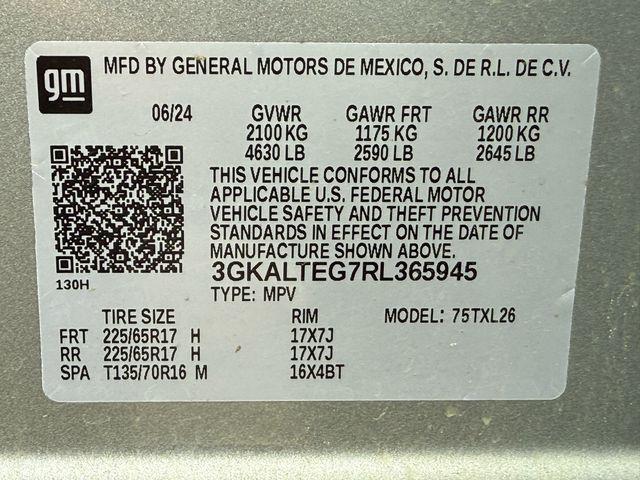 gm MFD BY GENERAL MOTORS DE MEXICO, S. DE R.L. DE C.V.
06/24 GVWR GAWR FRT GAWR RR
2100 KG 1175 KG 1200 KG
4630 LB 2590 LB 2645 LB
THIS VEHICLE CONFORMS TO ALL
APPLICABLE U.S. FEDERAL MOTOR
VEHICLE SAFETY AND THEFT PREVENTION
STANDARDS IN EFFECT ON THE DATE OF
MANUFACTURE SHOWN ABOVE.
3GKALTEG7RL365945
130H
TYPE: MPV
TIRE SIZE RIM MODEL: 75TXL26
FRT 225/65R17 H 17X7J
RR 225/65R17 H 17X7J
SPA T135/70R16 M 16X4BT